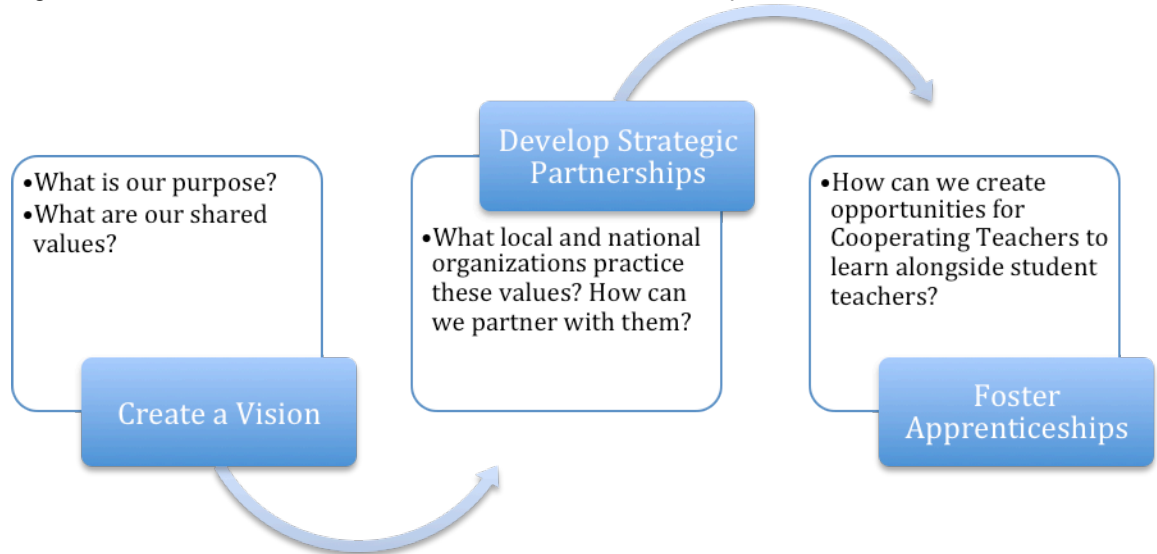 •What is our purpose?
•What are our shared
values?
Create a Vision
Develop Strategic
Partnerships
•What local and national
organizations practice
these values? How can
we partner with them?
•How can we create
opportunities for
Cooperating Teachers to
learn alongside student
teachers?
Foster
Apprenticeships